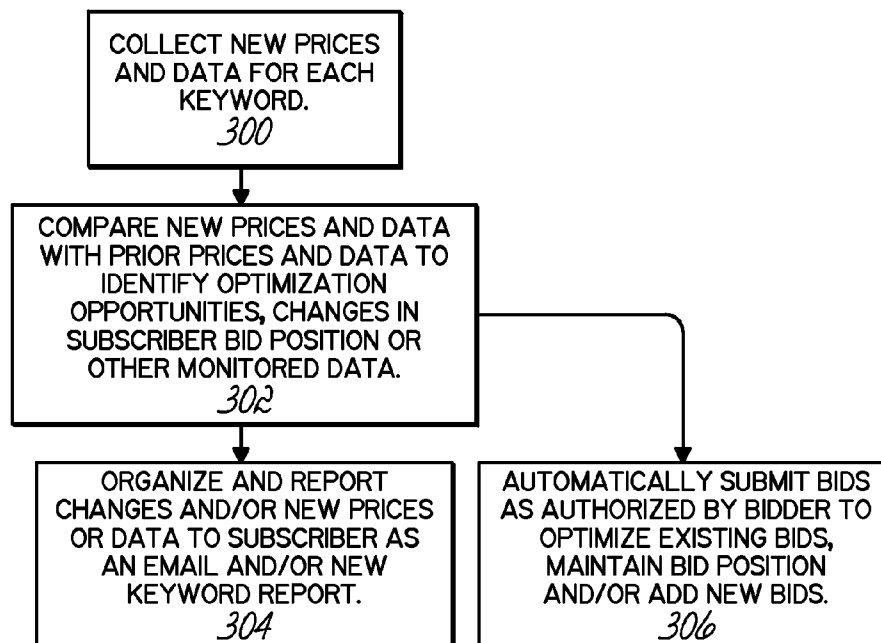 COLLECT NEW PRICES
AND DATA FOR EACH
KEYWORD.
300
COMPARE NEW PRICES AND DATA
WITH PRIOR PRICES AND DATA TO
IDENTIFY OPTIMIZATION
OPPORTUNITIES, CHANGES IN
SUBSCRIBER BID POSITION OR
OTHER MONITORED DATA.
302
ORGANIZE AND REPORT
CHANGES AND/OR NEW PRICES
OR DATA TO SUBSCRIBER AS
AN EMAIL AND/OR NEW
KEYWORD REPORT.
304
AUTOMATICALLY SUBMIT BIDS
AS AUTHORIZED BY BIDDER TO
OPTIMIZE EXISTING BIDS,
MAINTAIN BID POSITION
AND/OR ADD NEW BIDS.
306